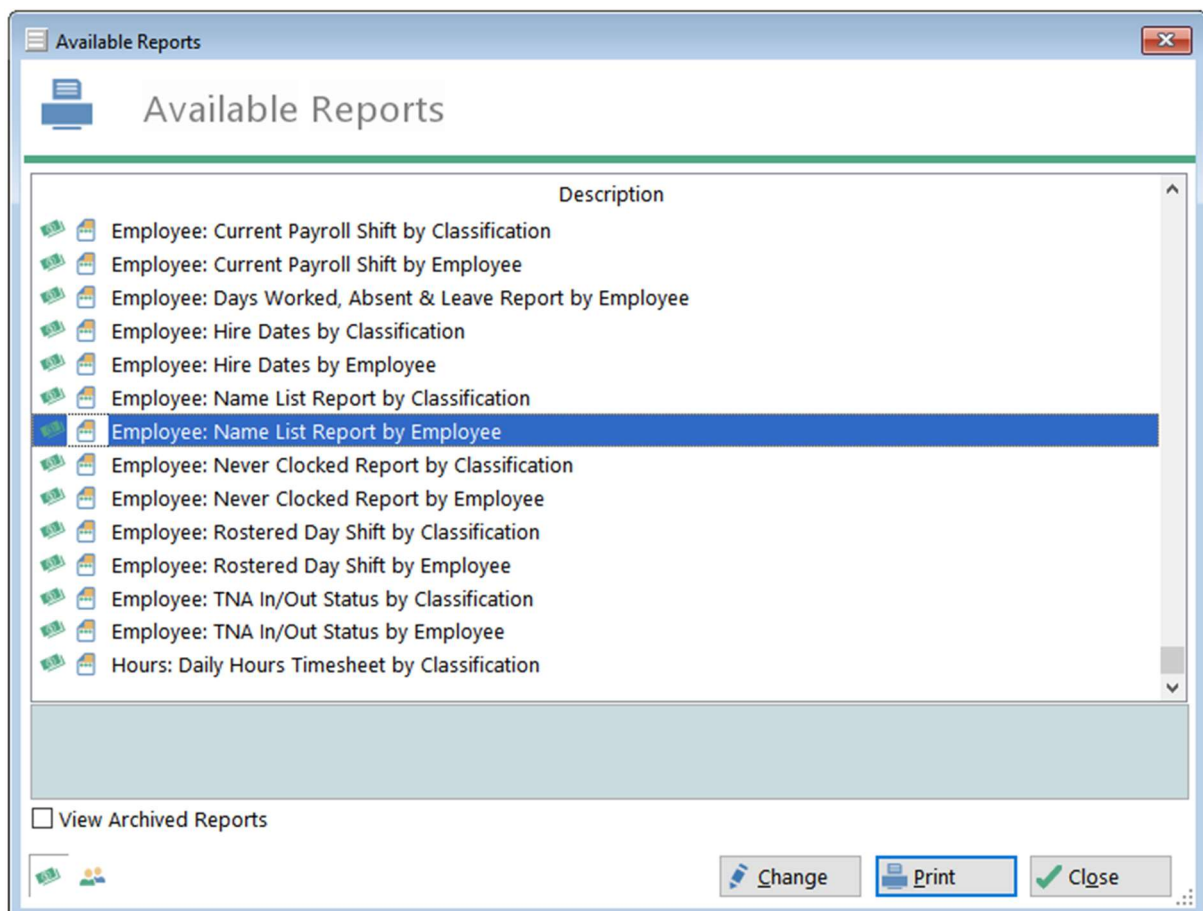 Available Reports
Available Reports
Description
Employee: Current Payroll Shift by Classification
Employee: Current Payroll Shift by Employee
Employee: Days Worked, Absent & Leave Report by Employee
Employee: Hire Dates by Classification
Employee: Hire Dates by Employee
Employee: Name List Report by Classification
Employee: Name List Report by Employee
Employee: Never Clocked Report by Classification
Employee: Never Clocked Report by Employee
Employee: Rostered Day Shift by Classification
Employee: Rostered Day Shift by Employee
Employee: TNA In/Out Status by Classification
Employee: TNA In/Out Status by Employee
Hours: Daily Hours Timesheet by Classification
View Archived Reports
Change Print Close